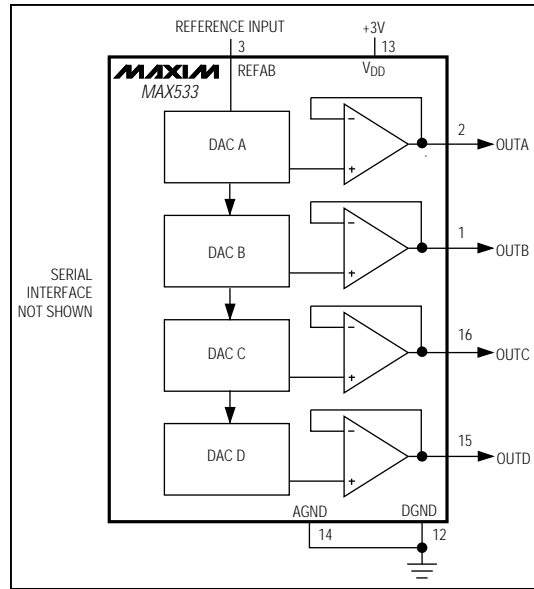 REFERENCE INPUT
+3V
3
13
MAXIM
REFAB
VDD
MAX533
DAC A
-
+
2
OUTA
DAC B
-
+
1
OUTB
SERIAL
INTERFACE
NOT SHOWN
DAC C
-
+
16
OUTC
DAC D
-
+
15
OUTD
AGND
DGND
14
12